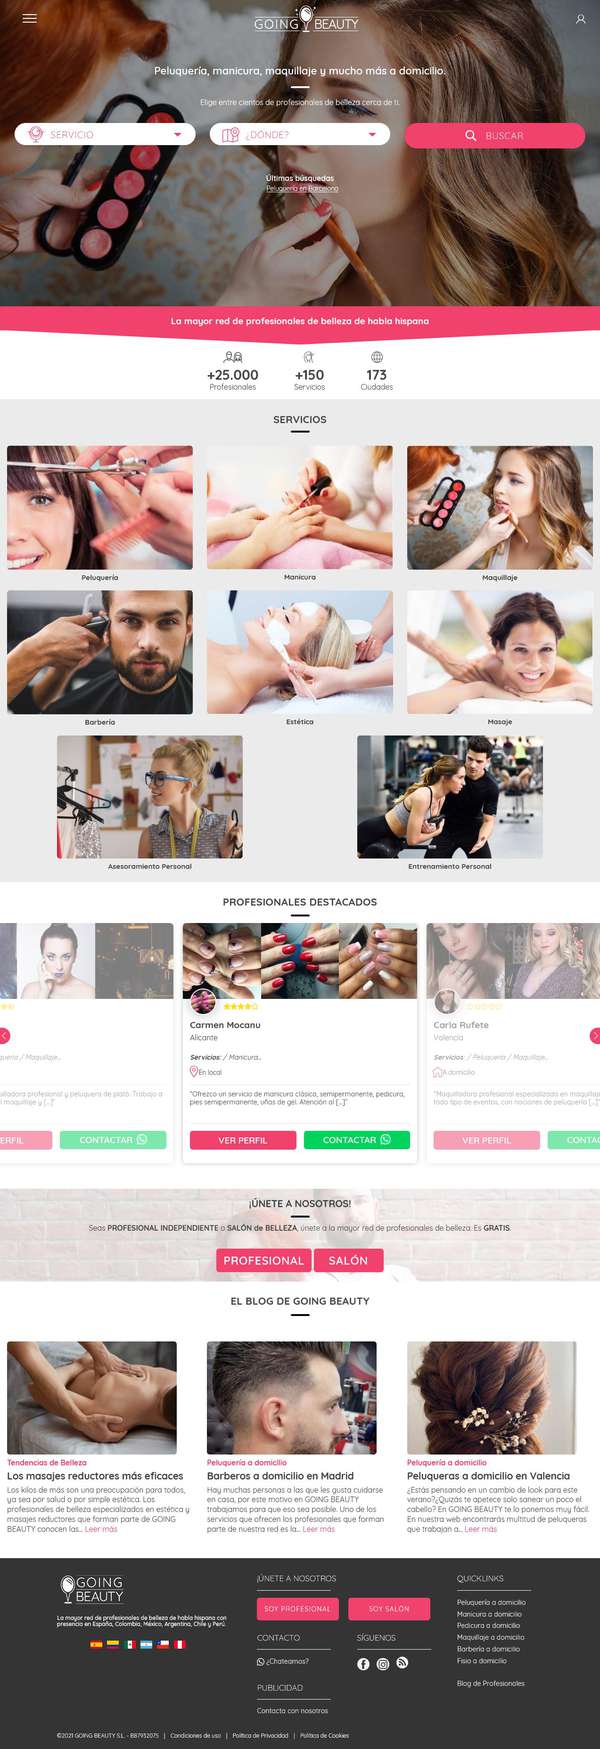 GOING BEAUTY
Peluquería, manicura, maquillaje y mucho más a domicilio.
Elige entre cientos de profesionales de belleza cerca de ti.
SERVICIO
¿DÓNDE?
BUSCAR
Últimas búsquedas
Peluquería en Barcelona
La mayor red de profesionales de belleza de habla hispana
+25.000
Profesionales
+150
Servicios
173
Ciudades
SERVICIOS
Peluquería
Manicura
Maquillaje
Barbería
Estética
Masaje
Asesoramiento Personal
Entrenamiento Personal
PROFESIONALES DESTACADOS
quería / Maquillaje...
illadora profesional y peluquera de plató. Trabajo a
l maquillaje y [...]"
ERFIL
CONTACTAR
Carmen Mocanu
Alicante
Servicios: / Manicura...
En local
"Ofrezco un servicio de manicura clásica, semipermanente, pedicura,
pies semipermanente, uñas de gel. Atención al [...]"
VER PERFIL
CONTACTAR
Carla Rufete
Valencia
Servicios: / Peluquería / Maquillaje...
A domicilio
"Maquilladora profesional especializada en maquillaj
todo tipo de eventos, con nociones de peluquería [...]"
VER PERFIL
CONTA
¡ÚNETE A NOSOTROS!
Seas PROFESIONAL INDEPENDIENTE o SALÓN de BELLEZA, únete a la mayor red de profesionales de belleza. Es GRATIS.
PROFESIONAL
SALÓN
EL BLOG DE GOING BEAUTY
Tendencias de Belleza
Los masajes reductores más eficaces
Los kilos de más son una preocupación para todos,
ya sea por salud o por simple estética. Los
profesionales de belleza especializados en estética y
masajes reductores que forman parte de GOING
BEAUTY conocen las... Leer más
Peluquería a domicilio
Barberos a domicilio en Madrid
Hay muchas personas a las que les gusta cuidarse
en casa, por este motivo en GOING BEAUTY
trabajamos para que eso sea posible. Uno de los
servicios que ofrecen los profesionales que forman
parte de nuestra red es la... Leer más
Peluquería a domicilio
Peluqueras a domicilio en Valencia
¿Estás pensando en un cambio de look para este
verano?¿Quizás te apetece solo sanear un poco el
cabello? En GOING BEAUTY te lo ponemos muy fácil.
En nuestra web encontrarás multitud de peluqueras
que trabajan a... Leer más
GOING BEAUTY
La mayor red de profesionales de belleza de habla hispana con
presencia en España, Colombia, México, Argentina, Chile y Perú.
¡ÚNETE A NOSOTROS
SOY PROFESIONAL
SOY SALÓN
CONTACTO
¿Chateamos?
SÍGUENOS
PUBLICIDAD
Contacta con nosotros
QUICKLINKS
Peluquería a domicilio
Manicura a domicilio
Pedicura a domicilio
Maquillaje a domicilio
Barbería a domicilio
Fisio a domicilio
Blog de Profesionales
©2021 GOING BEAUTY S.L. - B87932075 | Condiciones de uso | Política de Privacidad | Política de Cookies